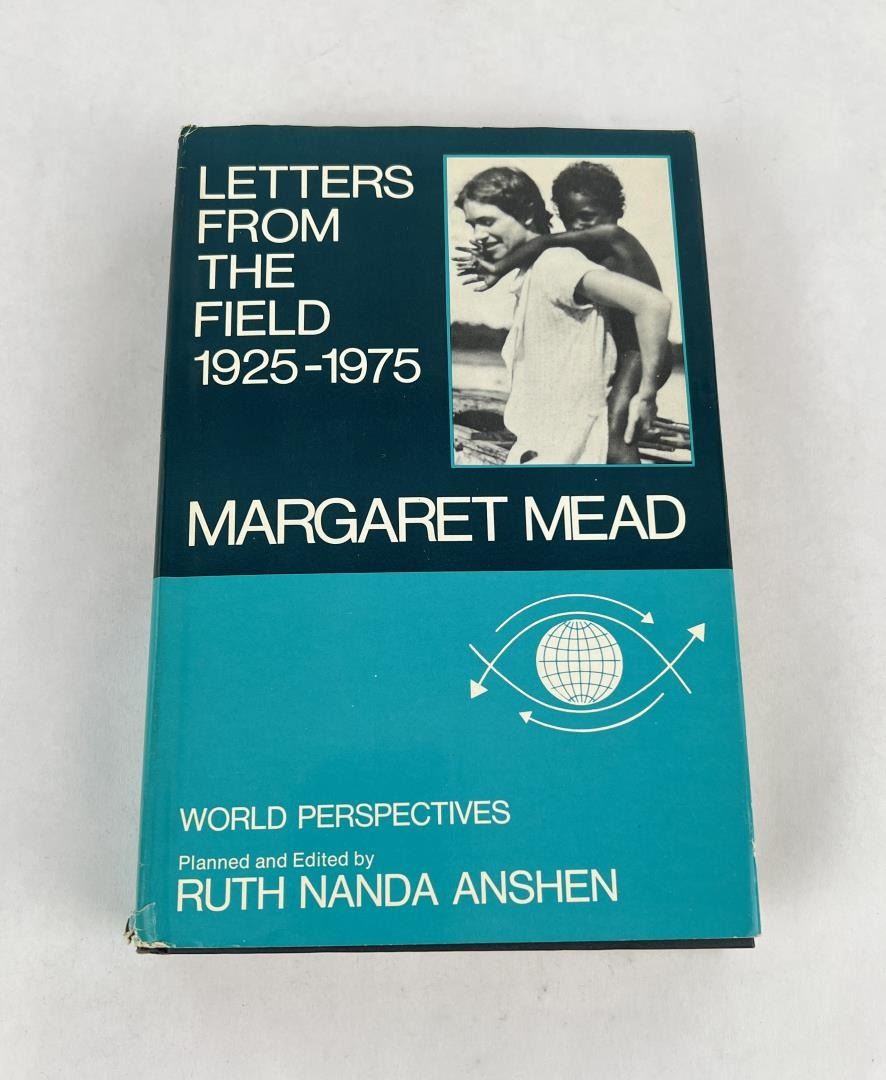 LETTERS
FROM
THE
FIELD
1925-1975
MARGARET MEAD
WORLD PERSPECTIVES
Planned and Edited by
RUTH NANDA ANSHEN